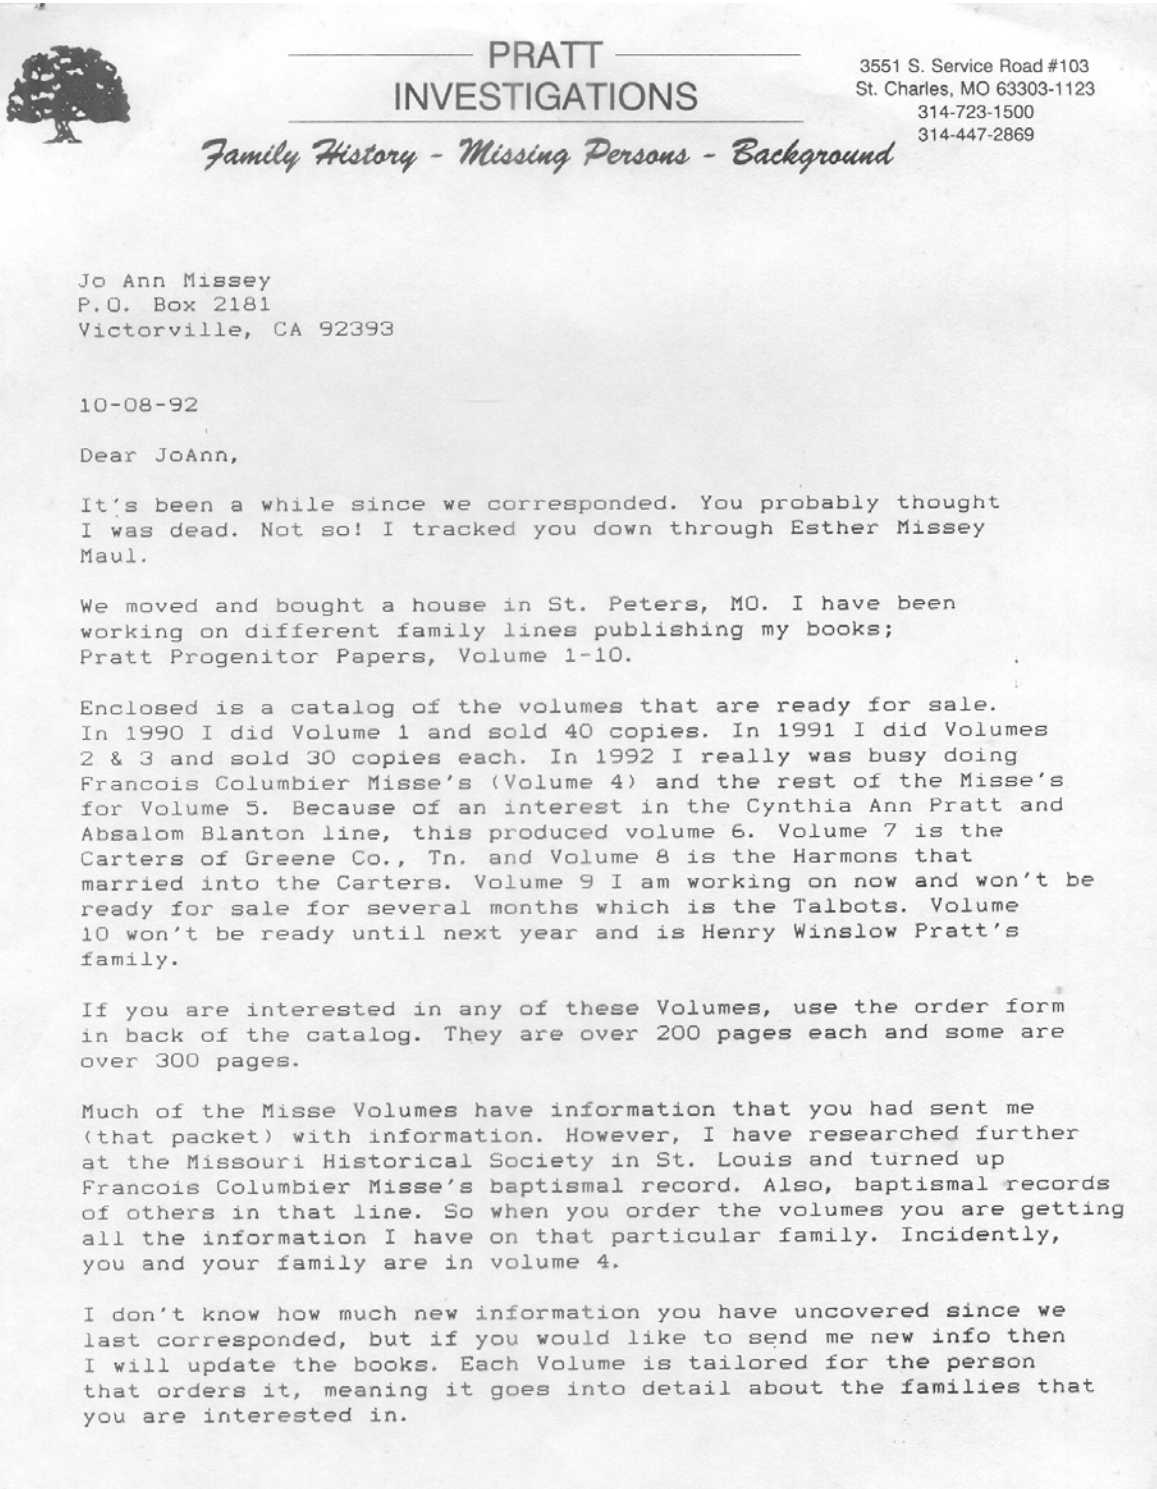 PRATT
INVESTIGATIONS
Family History - Missing Persons - Background
3551 S. Service Road #103
St. Charles, MO 63303-1123
314-723-1500
314-447-2869
Jo Ann Missey
P.O. Box 2181
Victorville, CA 92393
10-08-92
Dear JoAnn,
It's been a while since we corresponded. You probably thought
I was dead. Not so! I tracked you down through Esther Missey
Maul.
We moved and bought a house in St. Peters, MO. I have been
working on different family lines publishing my books;
Pratt Progenitor Papers, Volume 1-10.
Enclosed is a catalog of the volumes that are ready for sale.
In 1990 I did Volume 1 and sold 40 copies. In 1991 I did Volumes
2 & 3 and sold 30 copies each. In 1992 I really was busy doing
Francois Columbier Misse's (Volume 4) and the rest of the Misse's
for Volume 5. Because of an interest in the Cynthia Ann Pratt and
Absalom Blanton line, this produced volume 6. Volume 7 is the
Carters of Greene Co., Tn. and Volume 8 is the Harmons that
married into the Carters. Volume 9 I am working on now and won't be
ready for sale for several months which is the Talbots. Volume
10 won't be ready until next year and is Henry Winslow Pratt's
family.
If you are interested in any of these Volumes, use the order form
in back of the catalog. They are over 200 pages each and some are
over 300 pages.
Much of the Misse Volumes have information that you had sent me
(that packet) with information. However, I have researched further
at the Missouri Historical Society in St. Louis and turned up
Francois Columbier Misse's baptismal record. Also, baptismal records
of others in that line. So when you order the volumes you are getting
all the information I have on that particular family. Incidently,
you and your family are in volume 4.
I don't know how much new information you have uncovered since we
last corresponded, but if you would like to send me new info then
I will update the books. Each Volume is tailored for the person
that orders it, meaning it goes into detail about the families that
you are interested in.